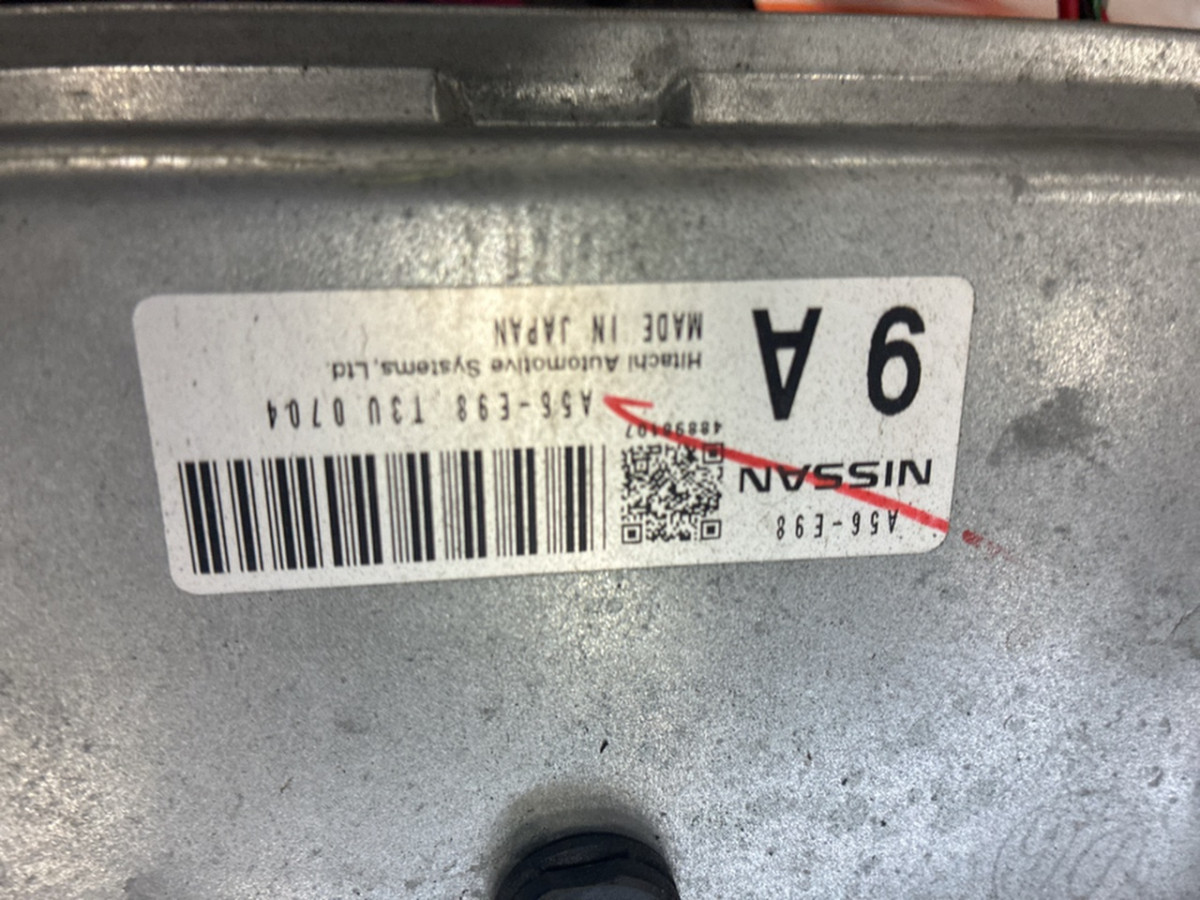 A56-E98
NISSAN
9 A
A56-E98 T3U 0704
Hitachi Automotive Systems,Ltd.
MADE IN JAPAN